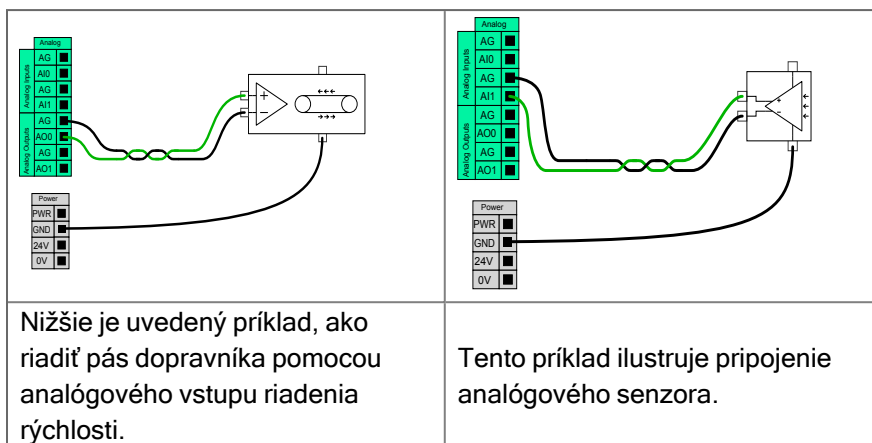 Analog
AG
AI0
AG
AI1
AG
AO0
AG
AO1
Analog Inputs
Analog Outputs
Power
PWR
GND
24V
0V
+
−
←←←
→→→
Analog
AG
AI0
AG
AI1
AG
AO0
AG
AO1
Analog Inputs
Analog Outputs
Power
PWR
GND
24V
0V
+
−
Nižšie je uvedený príklad, ako
riadiť pás dopravníka pomocou
analógového vstupu riadenia
rýchlosti.
Tento príklad ilustruje pripojenie
analógového senzora.